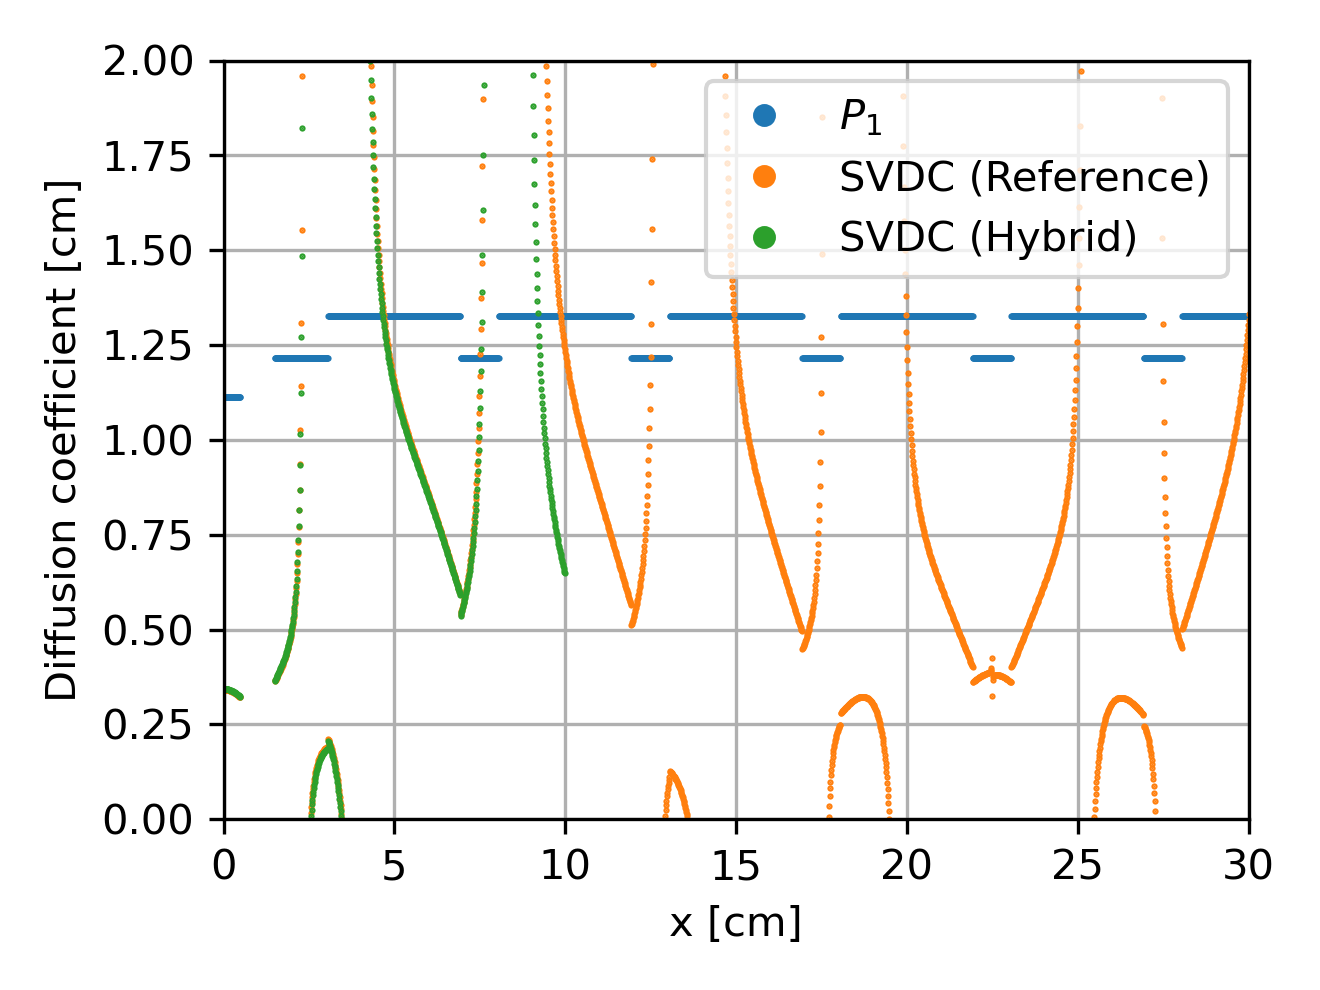 2.00
1.75
1.50
1.25
1.00
0.75
0.50
0.25
0.00
Diffusion coefficient [cm]
P₁
SVDC (Reference)
SVDC (Hybrid)
0 5 10 15 20 25 30
x [cm]